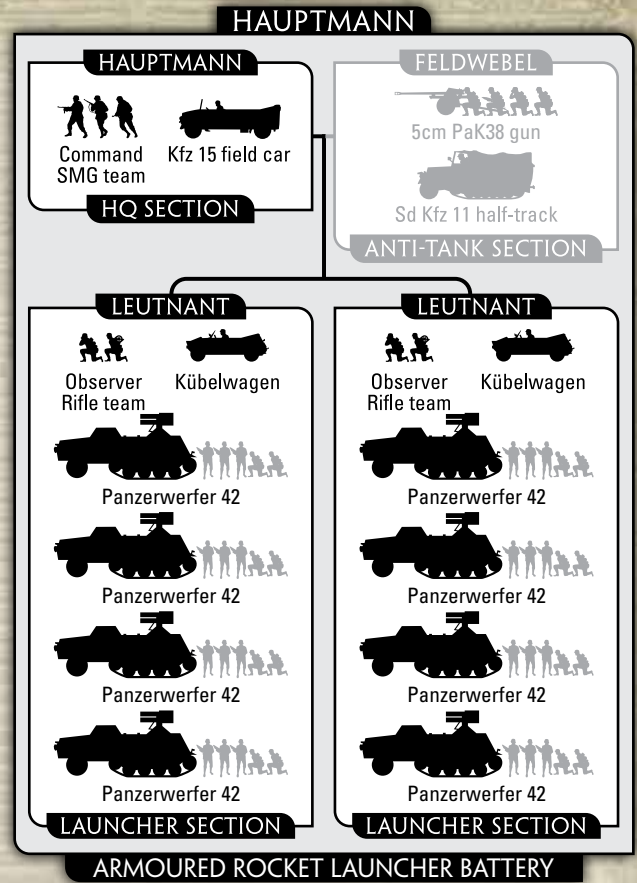 HAUPTMANN
HAUPTMANN
Command
SMG team
Kfz 15 field car
HQ SECTION
FELDWEBEL
5cm PaK38 gun
Sd Kfz 11 half-track
ANTI-TANK SECTION
LEUTNANT
Observer
Rifle team
Kübelwagen
Panzerwerfer 42
Panzerwerfer 42
Panzerwerfer 42
Panzerwerfer 42
LAUNCHER SECTION
LEUTNANT
Observer
Rifle team
Kübelwagen
Panzerwerfer 42
Panzerwerfer 42
Panzerwerfer 42
Panzerwerfer 42
LAUNCHER SECTION
ARMOURED ROCKET LAUNCHER BATTERY